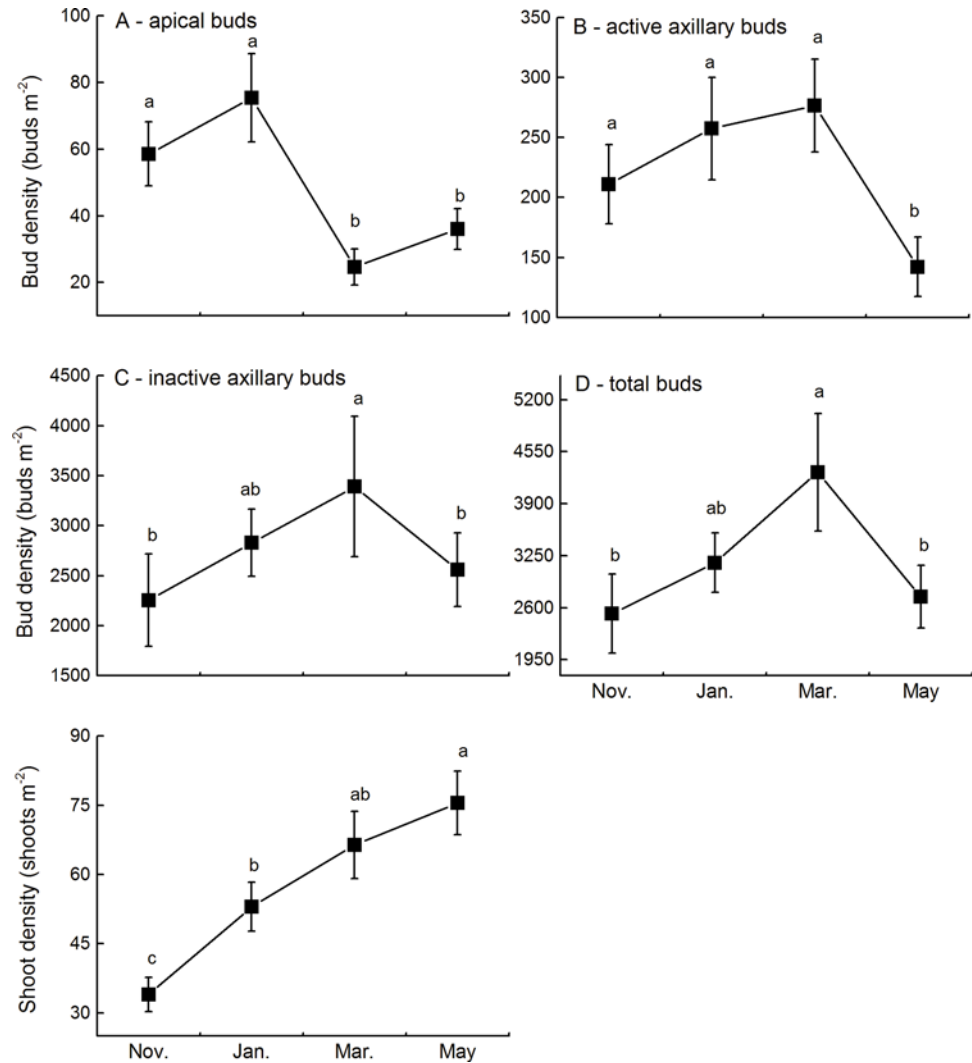 A - apical buds
Bud density (buds m⁻²)
100
80
60
40
20
a
a
b
b
B - active axillary buds
350
300
250
200
150
100
a
a
a
b
C - inactive axillary buds
Bud density (buds m⁻²)
4500
4000
3500
3000
2500
2000
1500
b
ab
a
b
D - total buds
5200
4550
3900
3250
2600
1950
b
ab
a
b
Nov. Jan. Mar. May
Shoot density (shoots m⁻²)
90
75
60
45
30
c
b
ab
a
Nov. Jan. Mar. May